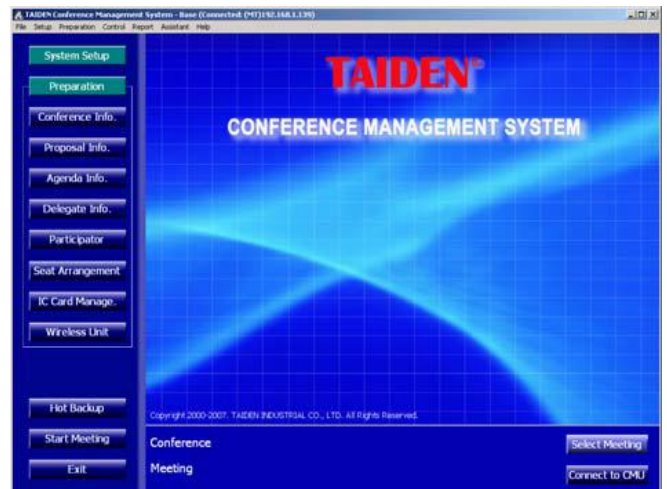 TAIDEN Conference Management System - Base (Connected: (MT)192.168.1.139)
File Setup Preparation Control Report Assistant Help
System Setup
Preparation
Conference Info.
Proposal Info.
Agenda Info.
Delegate Info.
Participator
Seat Arrangement
IC Card Manage.
Wireless Unit
Hot Backup
Start Meeting
Exit
TAIDEN®
CONFERENCE MANAGEMENT SYSTEM
Copyright 2000-2007. TAIDEN INDUSTRIAL CO., LTD. All Rights Reserved.
Conference
Meeting
Select Meeting
Connect to CMU